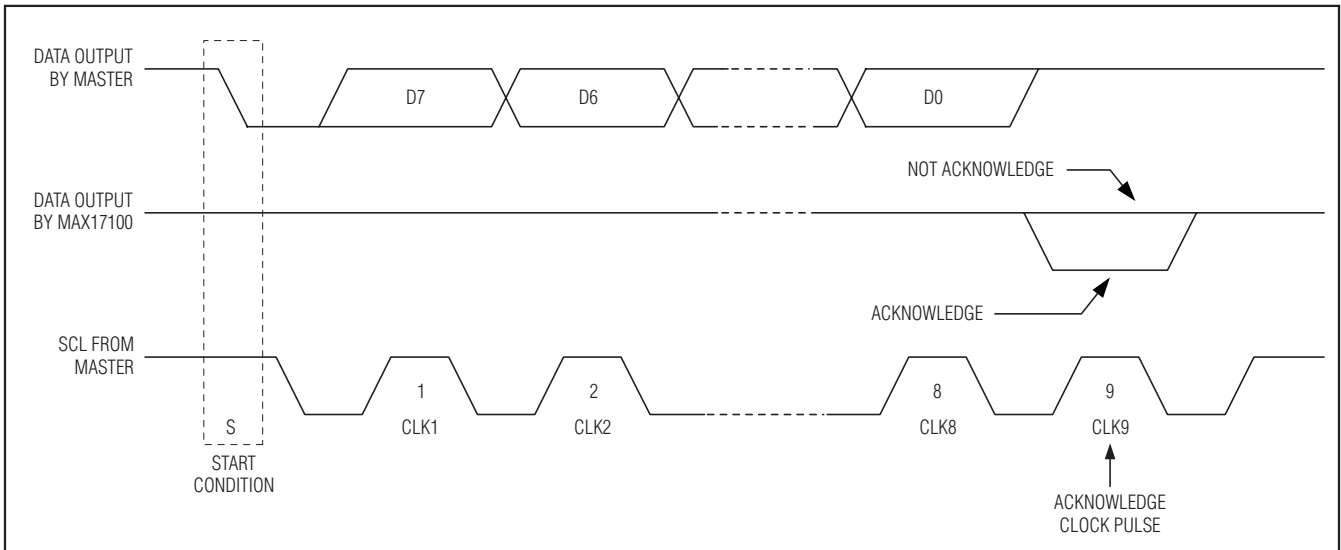 DATA OUTPUT
BY MASTER
D7
D6
D0
NOT ACKNOWLEDGE
DATA OUTPUT
BY MAX17100
ACKNOWLEDGE
SCL FROM
MASTER
1
2
8
9
S
CLK1
CLK2
CLK8
CLK9
START
CONDITION
ACKNOWLEDGE
CLOCK PULSE